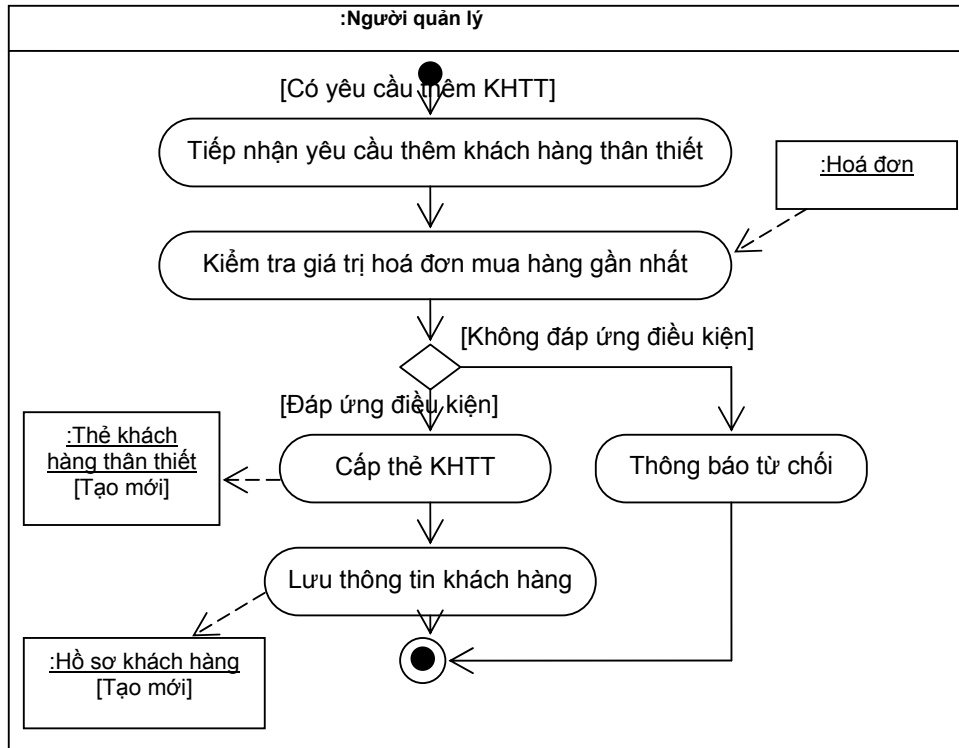 :Người quản lý
[Có yêu cầu thêm KHTT]
Tiếp nhận yêu cầu thêm khách hàng thân thiết
:Hoá đơn
Kiểm tra giá trị hoá đơn mua hàng gần nhất
[Không đáp ứng điều kiện]
[Đáp ứng điều kiện]
:Thẻ khách
hàng thân thiết
[Tạo mới]
Cấp thẻ KHTT
Thông báo từ chối
Lưu thông tin khách hàng
:Hồ sơ khách hàng
[Tạo mới]